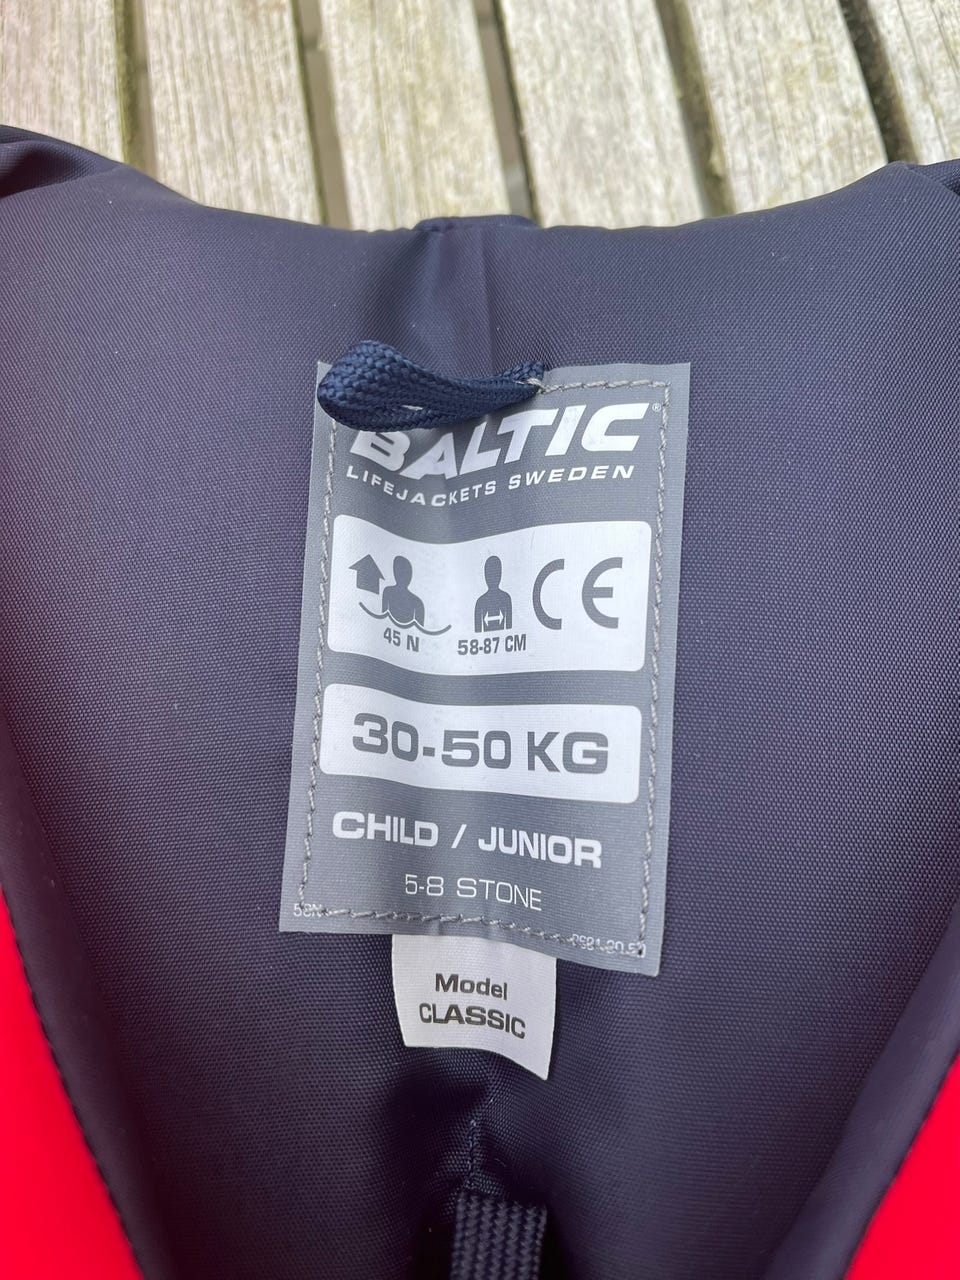 BALTIC®
LIFEJACKETS SWEDEN
45 N
58-87 CM
CE
30-50 KG
CHILD / JUNIOR
5-8 STONE
Model
CLASSIC